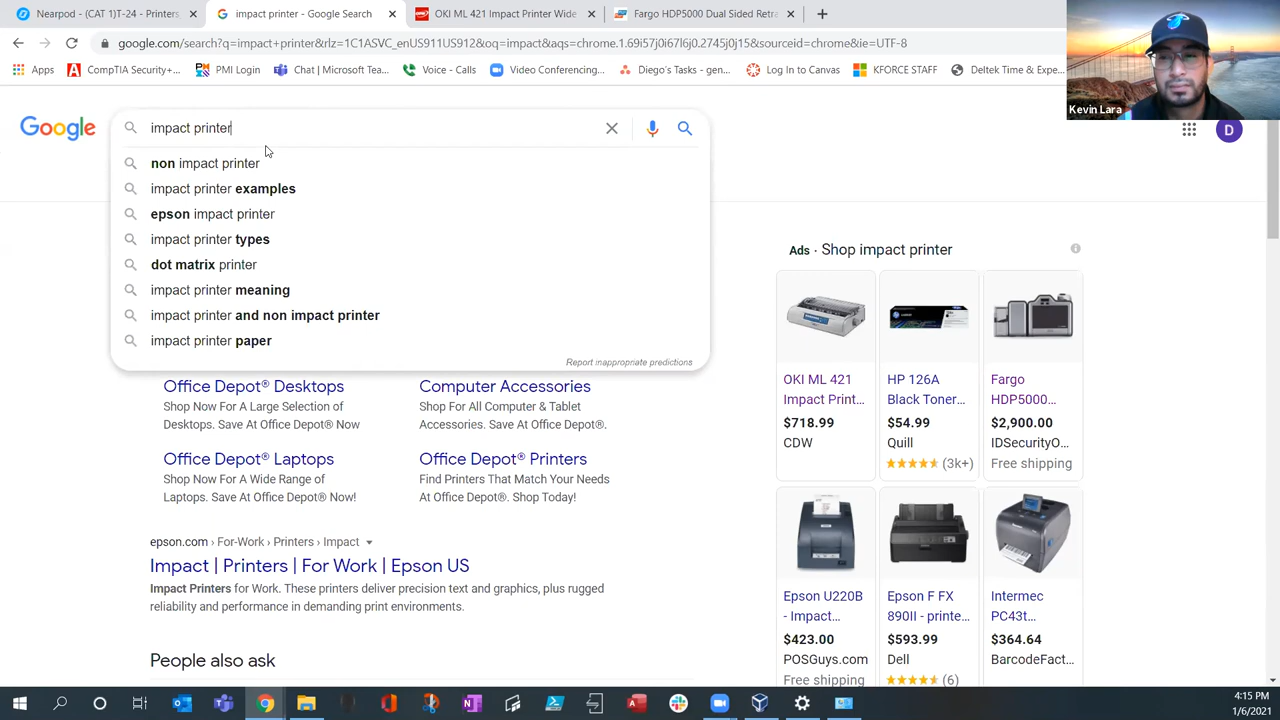 Nearpod - (CAT 1)T-24 - Printers
impact printer - Google Search
OKI ML 421 Impact Printer Wide
Fargo HDP5000 Dual Sided Retra
google.com/search?q=impact+printer&rlz=1C1ASVC_enUS911US912&oq=impact&aqs=chrome.1.69i57j0i67l6j0.2745j0j15&sourceid=chrome&ie=UTF-8
Apps
CompTIA Security+...
PMI Login
Chat | Microsoft Tea...
Voice - Calls
Video Conferencing...
Diego's Tasks - gen...
Log In to Canvas
KFORCE STAFF
Deltek Time & Expe...
Kevin Lara
Google
impact printer
D
non impact printer
impact printer examples
epson impact printer
impact printer types
dot matrix printer
impact printer meaning
impact printer and non impact printer
impact printer paper
Report inappropriate predictions
Office Depot® Desktops
Shop Now For A Large Selection of
Desktops. Save At Office Depot® Now
Computer Accessories
Shop For All Computer & Tablet
Accessories. Save At Office Depot®.
Office Depot® Laptops
Shop Now For A Wide Range of
Laptops. Save At Office Depot® Now!
Office Depot® Printers
Find Printers That Match Your Needs
At Office Depot®. Shop Today!
epson.com › For-Work › Printers › Impact
Impact | Printers | For Work | Epson US
Impact Printers for Work. These printers deliver precision text and graphics, plus rugged
reliability and performance in demanding print environments.
People also ask
Ads · Shop impact printer
OKI ML 421
Impact Print...
$718.99
CDW
HP 126A
Black Toner...
$54.99
Quill
(3k+)
Fargo
HDP5000...
$2,900.00
IDSecurityO...
Free shipping
Epson U220B
- Impact...
$423.00
POSGuys.com
Free shipping
Epson F FX
890II - printe...
$593.99
Dell
(6)
Intermec
PC43t...
$364.64
BarcodeFact...
4:15 PM
1/6/2021